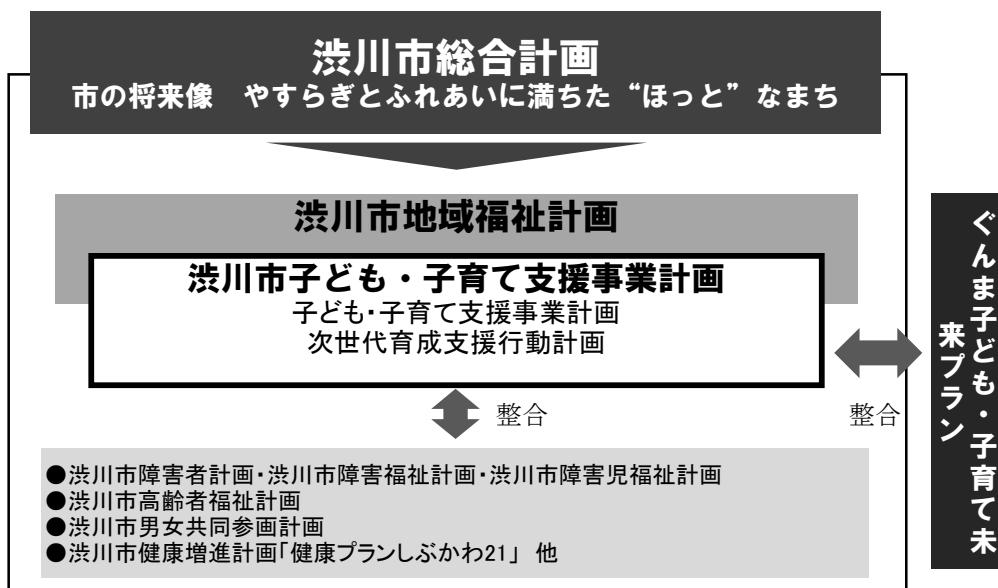 渋川市総合計画
市の将来像　やすらぎとふれあいに満ちた“ほっと”なまち
渋川市地域福祉計画
渋川市子ども・子育て支援事業計画
子ども・子育て支援事業計画
次世代育成支援行動計画
整合
整合
●渋川市障害者計画・渋川市障害福祉計画・渋川市障害児福祉計画
●渋川市高齢者福祉計画
●渋川市男女共同参画計画
●渋川市健康増進計画「健康プランしぶかわ21」 他
ぐんま子ども・子育て未
来プラン